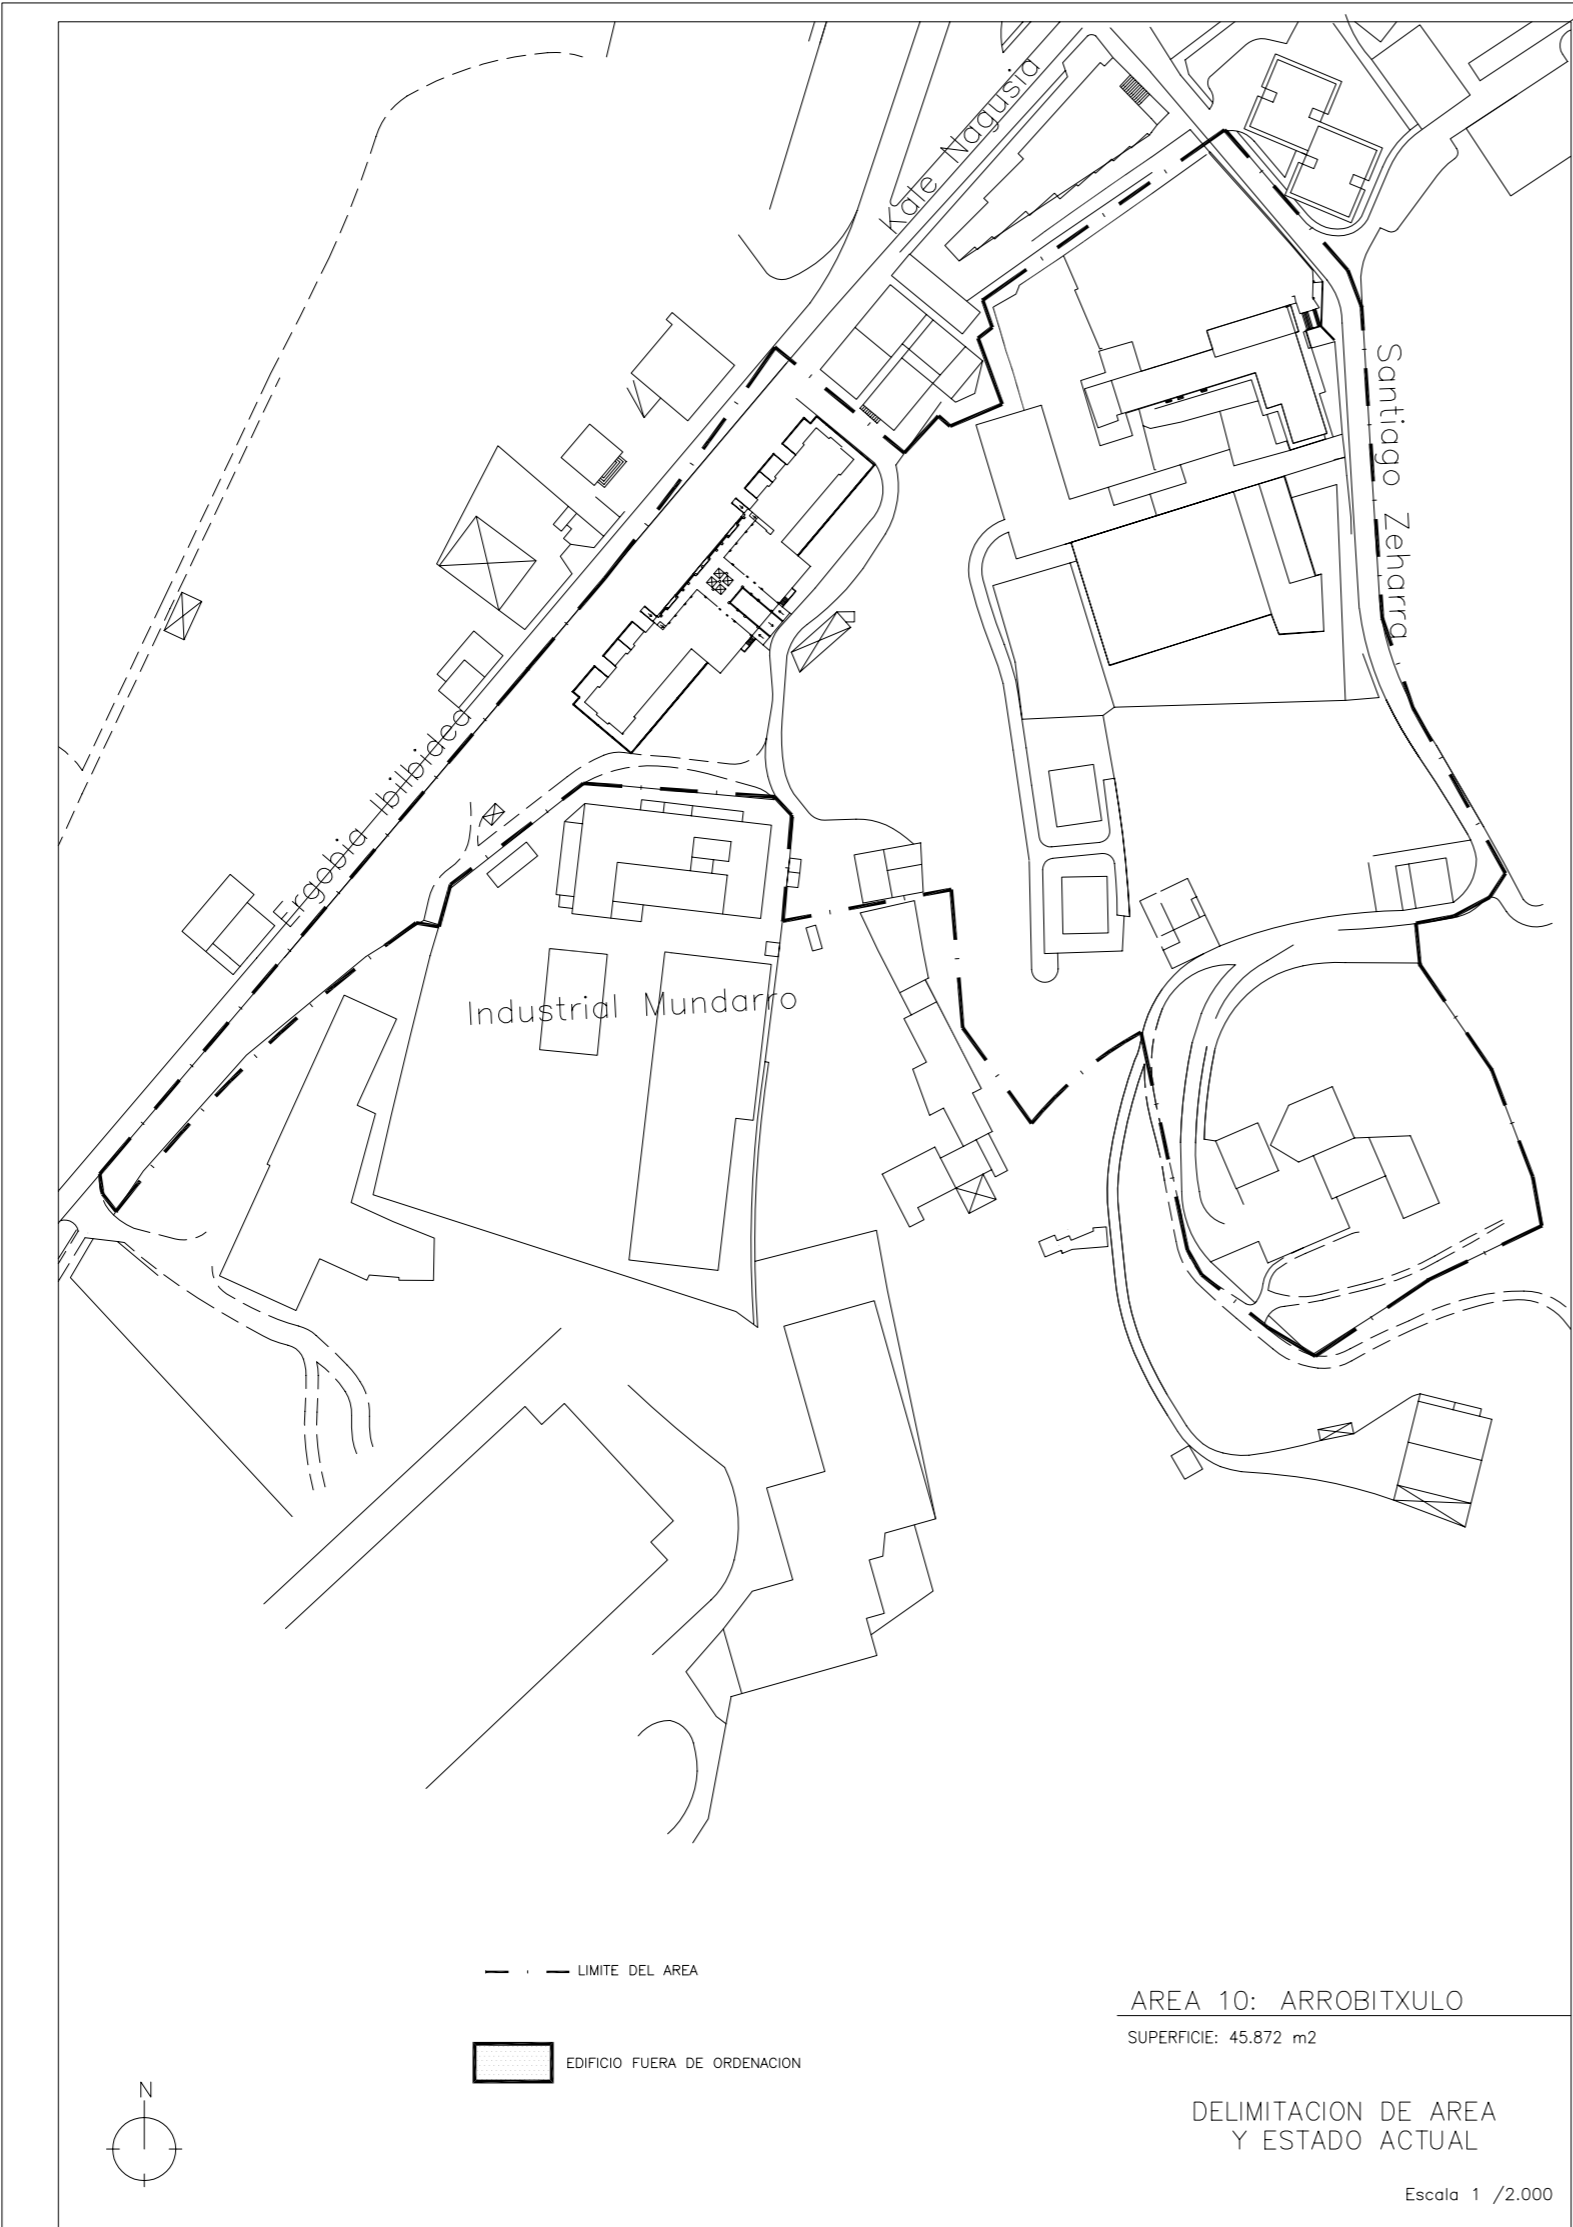 Kale Nagusia
Santiago Zeharra
Ergobia Ibilbidea
Industrial Mundarro
LIMITE DEL AREA
EDIFICIO FUERA DE ORDENACION
N
AREA 10: ARROBITXULO
SUPERFICIE: 45.872 m2
DELIMITACION DE AREA
Y ESTADO ACTUAL
Escala 1 /2.000